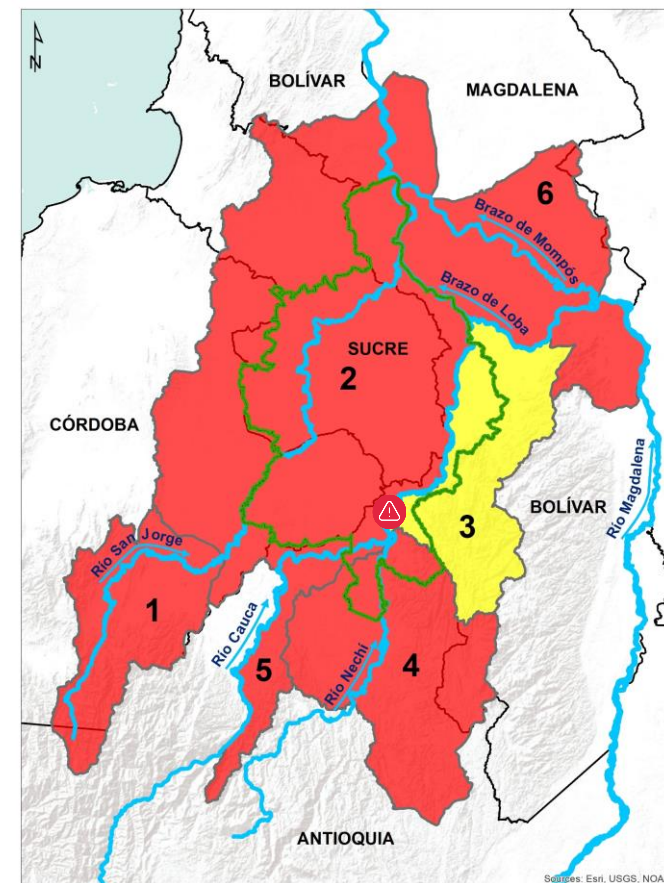 N
BOLÍVAR
MAGDALENA
6
Brazo de Mompós
Brazo de Loba
SUCRE
2
CÓRDOBA
BOLÍVAR
Río Magdalena
3
Río San Jorge
1
Río Cauca
5
Río Nechí
4
ANTIOQUIA
Sources: Esri, USGS, NOA